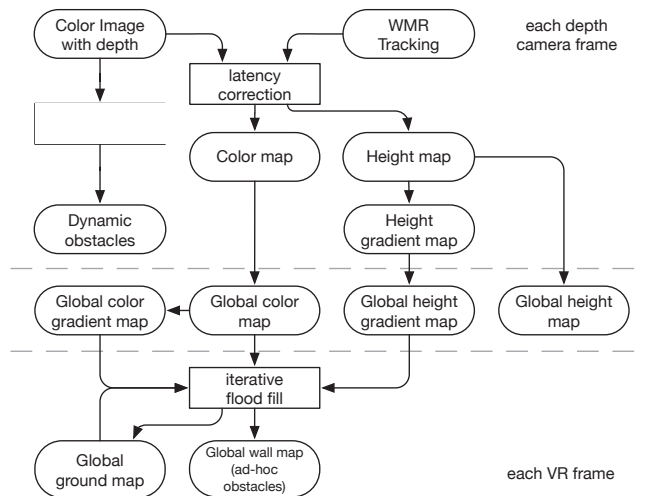 Color Image
with depth
WMR
Tracking
each depth
camera frame
latency
correction
Color map
Height map
Dynamic
obstacles
Height
gradient map
Global color
gradient map
Global color
map
Global height
gradient map
Global height
map
iterative
flood fill
Global
ground map
Global wall map
(ad-hoc
obstacles)
each VR frame